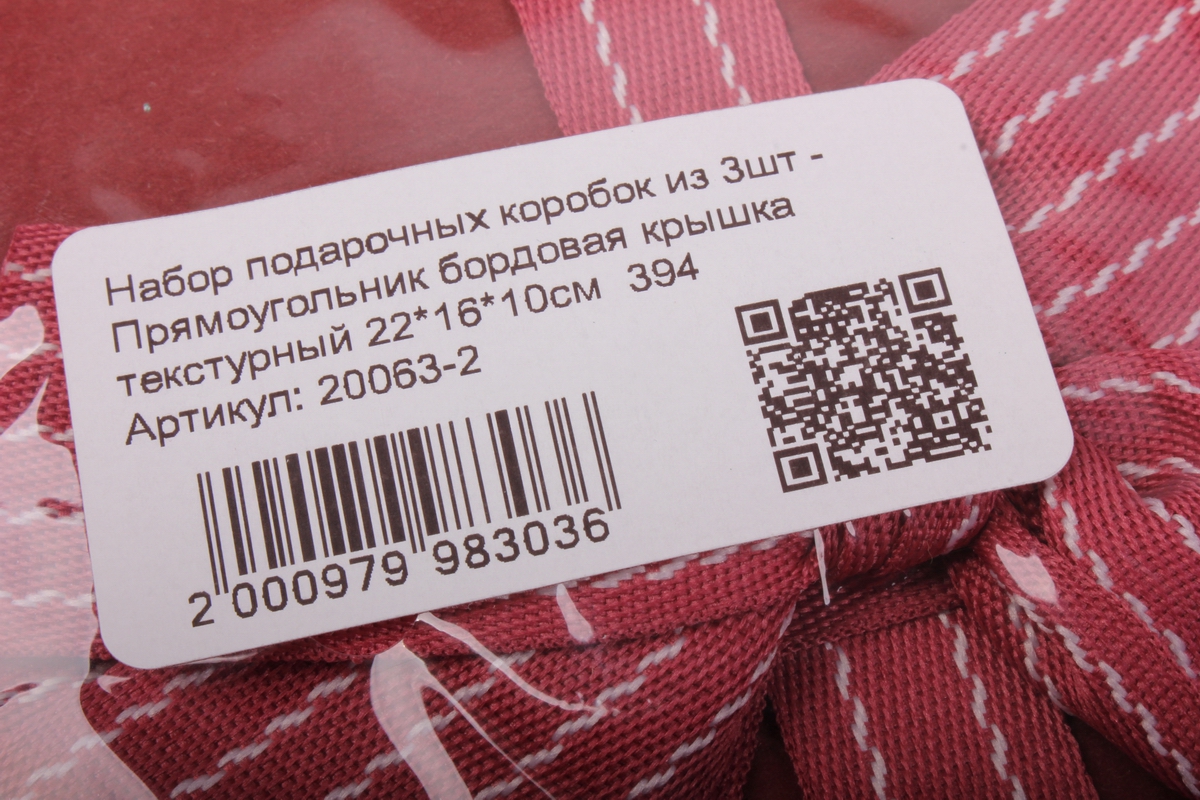 Набор подарочных коробок из 3шт -
Прямоугольник бордовая крышка
текстурный 22*16*10см  394
Артикул: 20063-2
2 000979 983036